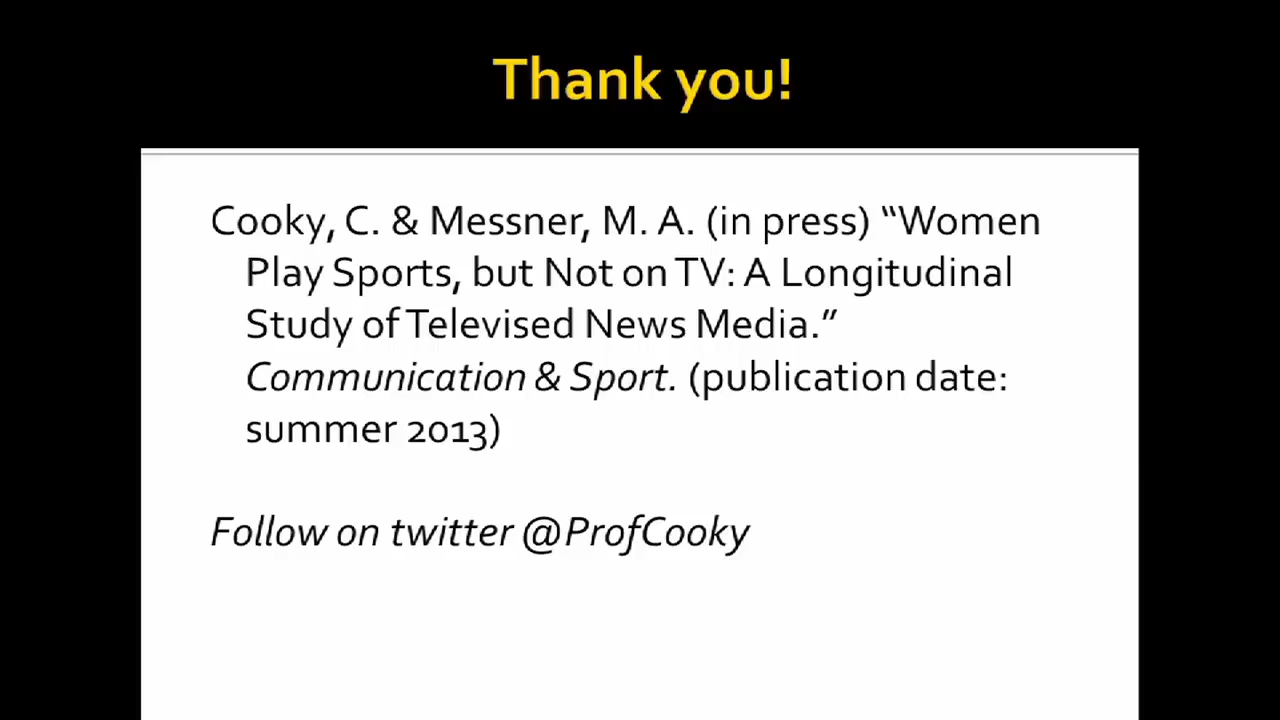 Thank you!
Cooky, C. & Messner, M. A. (in press) “Women
Play Sports, but Not on TV: A Longitudinal
Study of Televised News Media.”
Communication & Sport. (publication date:
summer 2013)
Follow on twitter @ProfCooky